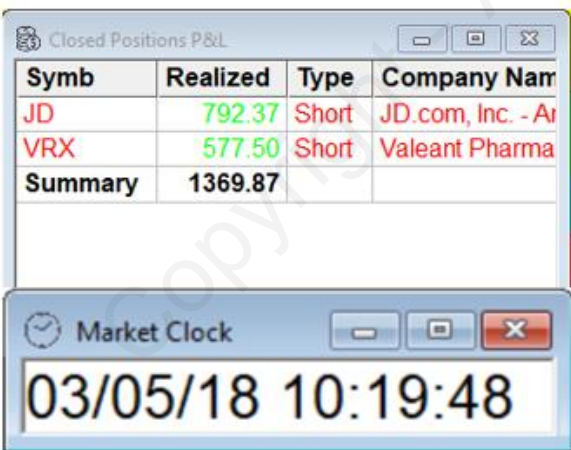 Closed Positions P&L
Symb Realized Type Company Nam
JD 792.37 Short JD.com, Inc. - Ar
VRX 577.50 Short Valeant Pharma
Summary 1369.87
Market Clock
03/05/18 10:19:48
Copyright